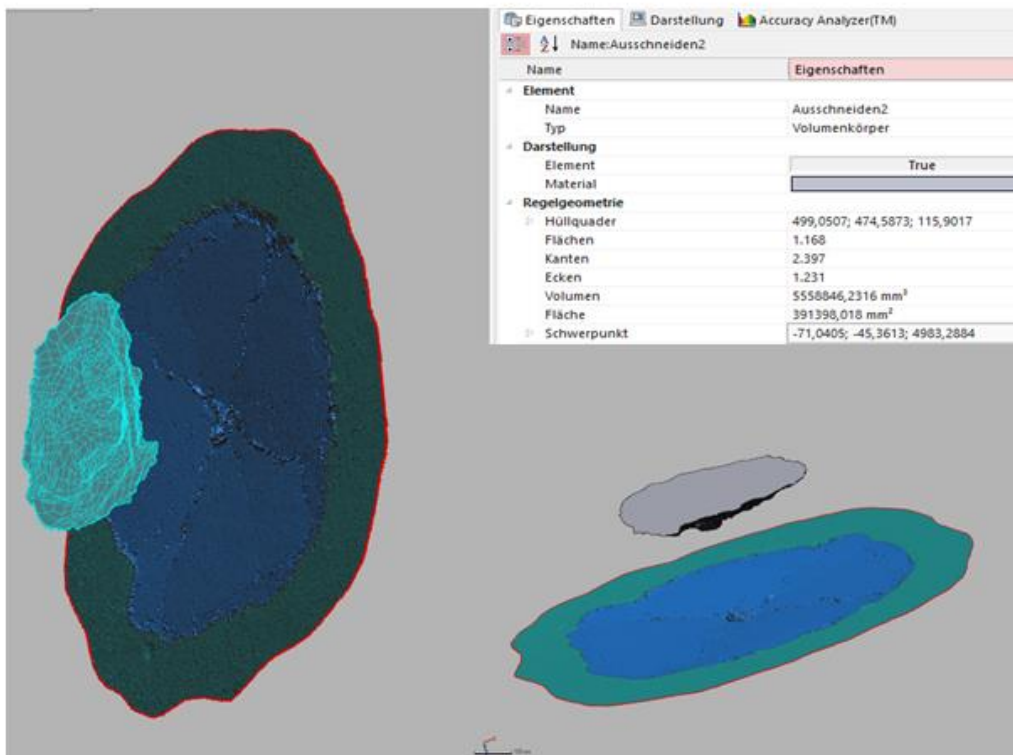 Eigenschaften Darstellung Accuracy Analyzer(TM)
Name:Ausschneiden2
Name Eigenschaften
Element
Name Ausschneiden2
Typ Volumenkörper
Darstellung
Element True
Material
Regelgeometrie
Hüllquader 499,0507; 474,5873; 115,9017
Flächen 1.168
Kanten 2.397
Ecken 1.231
Volumen 5558846,2316 mm³
Fläche 391398,018 mm²
Schwerpunkt -71,0405; -45,3613; 4983,2884